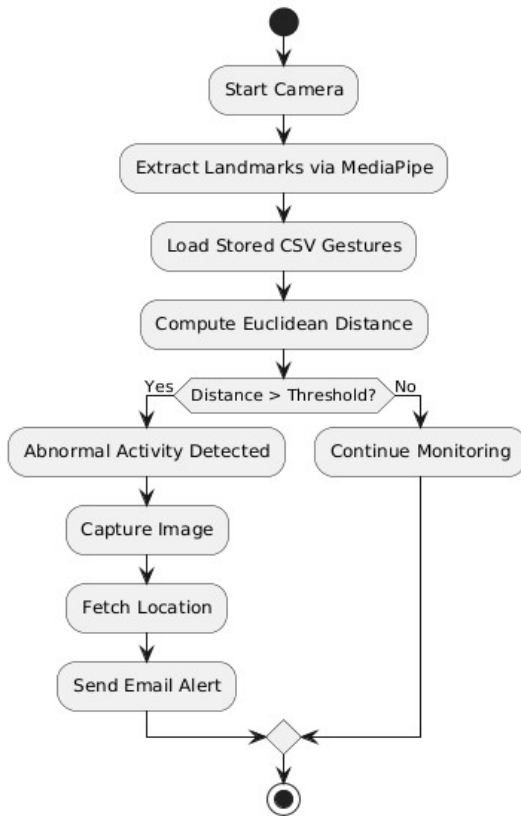 Start Camera
Extract Landmarks via MediaPipe
Load Stored CSV Gestures
Compute Euclidean Distance
Yes
Distance > Threshold?
No
Abnormal Activity Detected
Continue Monitoring
Capture Image
Fetch Location
Send Email Alert